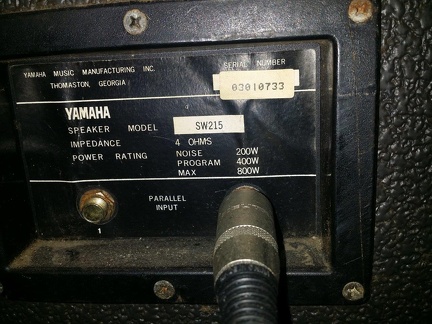 YAMAHA MUSIC MANUFACTURING INC.
THOMASTON, GEORGIA
SERIAL NUMBER
03010733
YAMAHA
SPEAKER MODEL SW215
IMPEDANCE 4 OHMS
POWER RATING NOISE 200W
PROGRAM 400W
MAX 800W
PARALLEL
INPUT
1